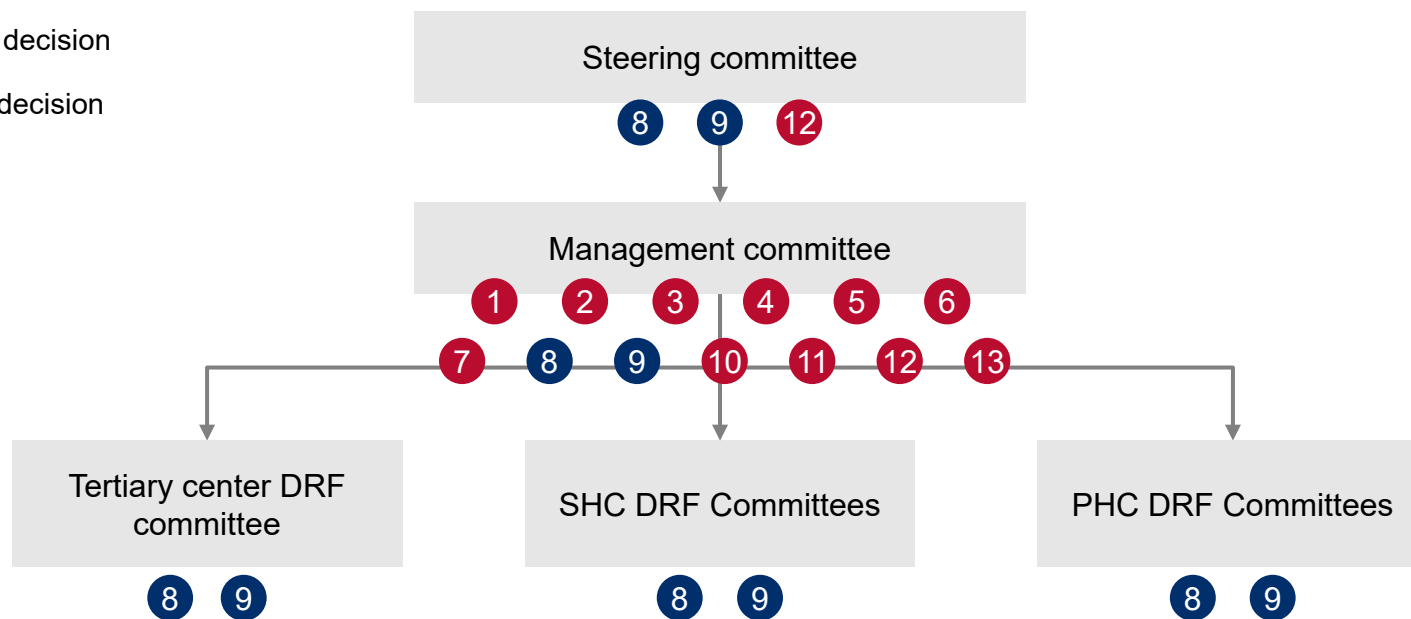 decision
decision
Steering committee
8 9 12
Management committee
1 2 3 4 5 6
7 8 9 10 11 12 13
Tertiary center DRF
committee
SHC DRF Committees
PHC DRF Committees
8 9
8 9
8 9